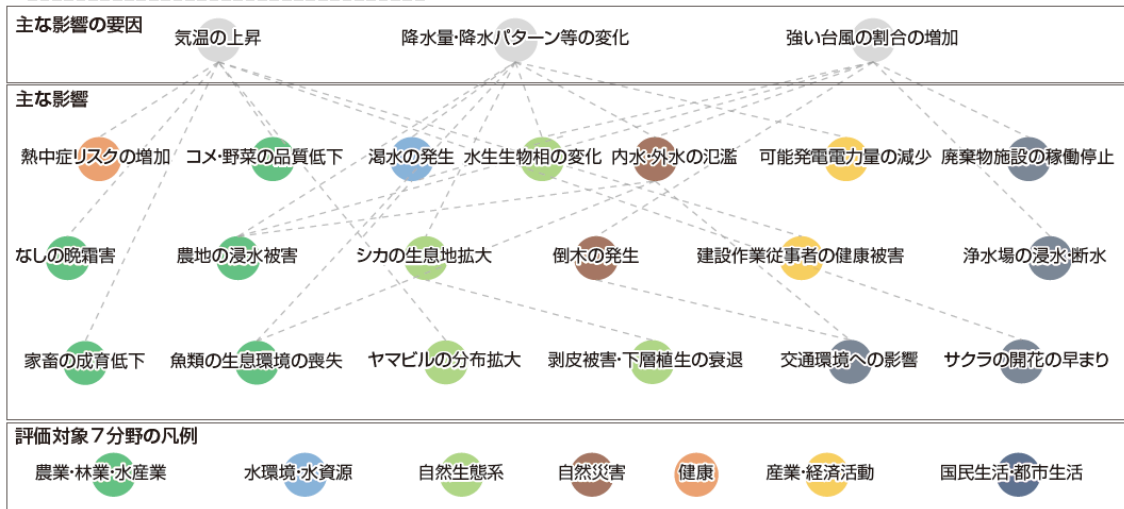 主な影響の要因
気温の上昇
降水量・降水パターン等の変化
強い台風の割合の増加
主な影響
熱中症リスクの増加
コメ・野菜の品質低下
渇水の発生
水生生物相の変化
内水・外水の氾濫
可能発電電力量の減少
廃棄物施設の稼働停止
なしの晩霜害
農地の浸水被害
シカの生息地拡大
倒木の発生
建設作業従事者の健康被害
浄水場の浸水・断水
家畜の成育低下
魚類の生息環境の喪失
ヤマビルの分布拡大
剥皮被害・下層植生の衰退
交通環境への影響
サクラの開花の早まり
評価対象7分野の凡例
農業・林業・水産業
水環境・水資源
自然生態系
自然災害
健康
産業・経済活動
国民生活・都市生活